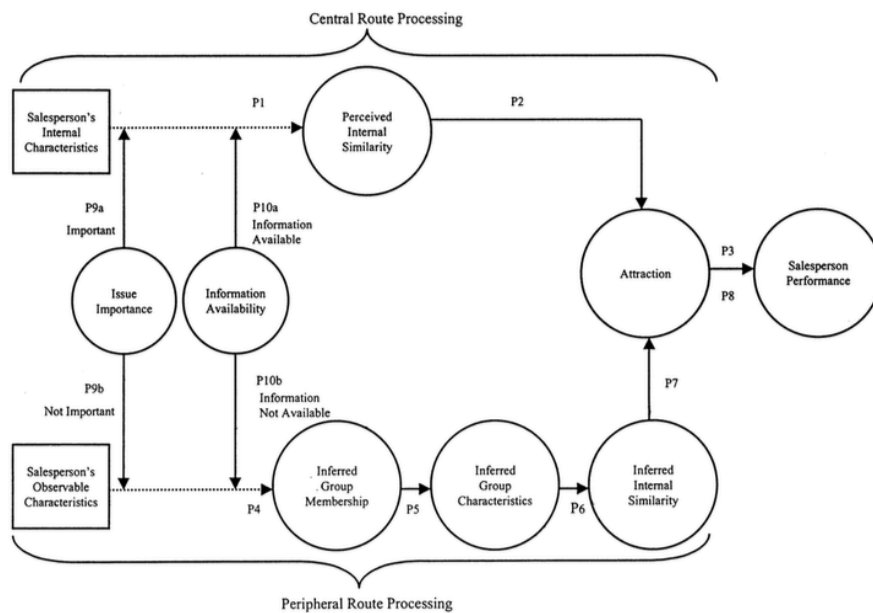 Central Route Processing
Salesperson's
Internal
Characteristics
P1
Perceived
Internal
Similarity
P2
P9a
Important
P10a
Information
Available
Issue
Importance
Information
Availability
Attraction
P3
P8
Salesperson
Performance
P9b
Not Important
P10b
Information
Not Available
P7
Salesperson's
Observable
Characteristics
P4
Inferred
Group
Membership
P5
Inferred
Group
Characteristics
P6
Inferred
Internal
Similarity
Peripheral Route Processing